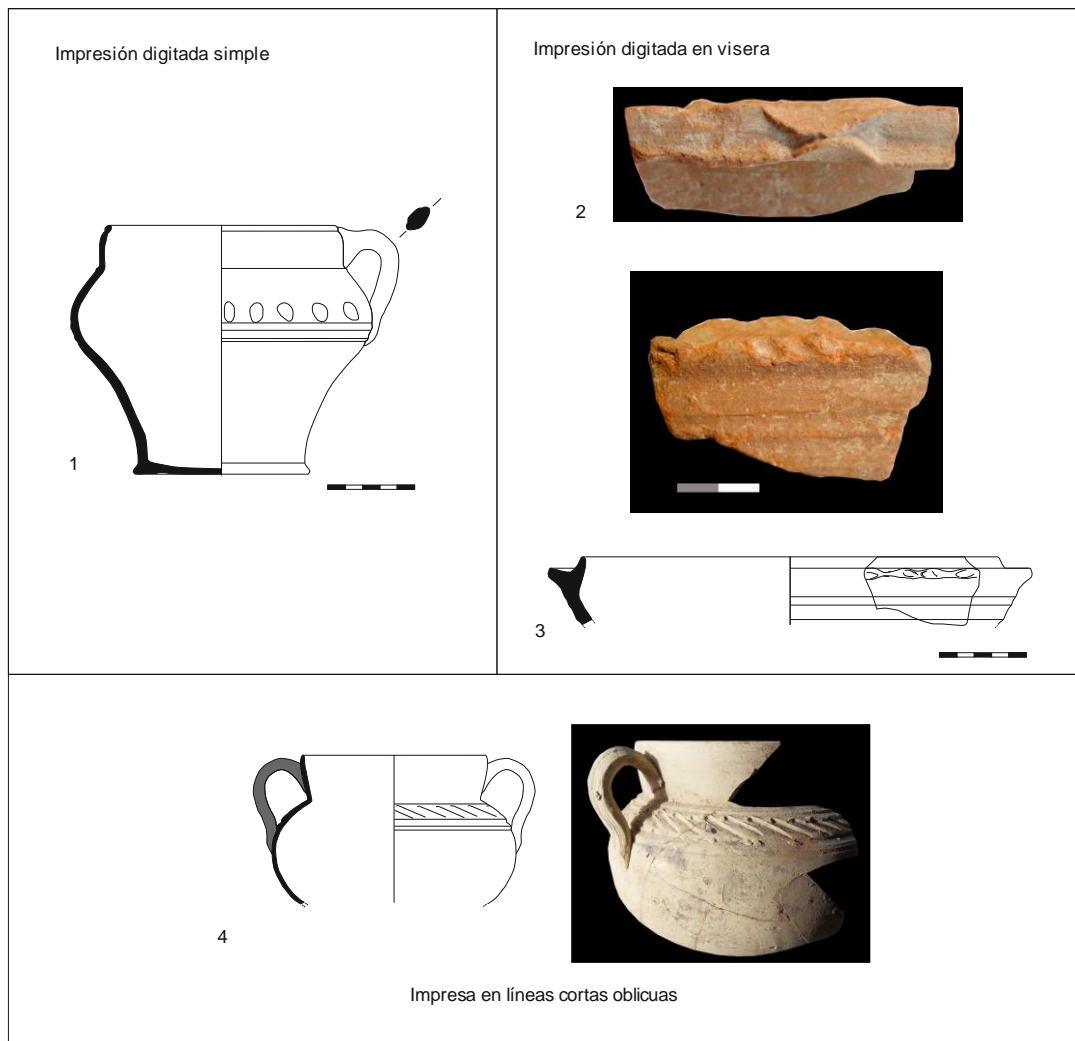 Impresión digitada simple
Impresión digitada en visera
2
1
3
4
Impresa en líneas cortas oblicuas